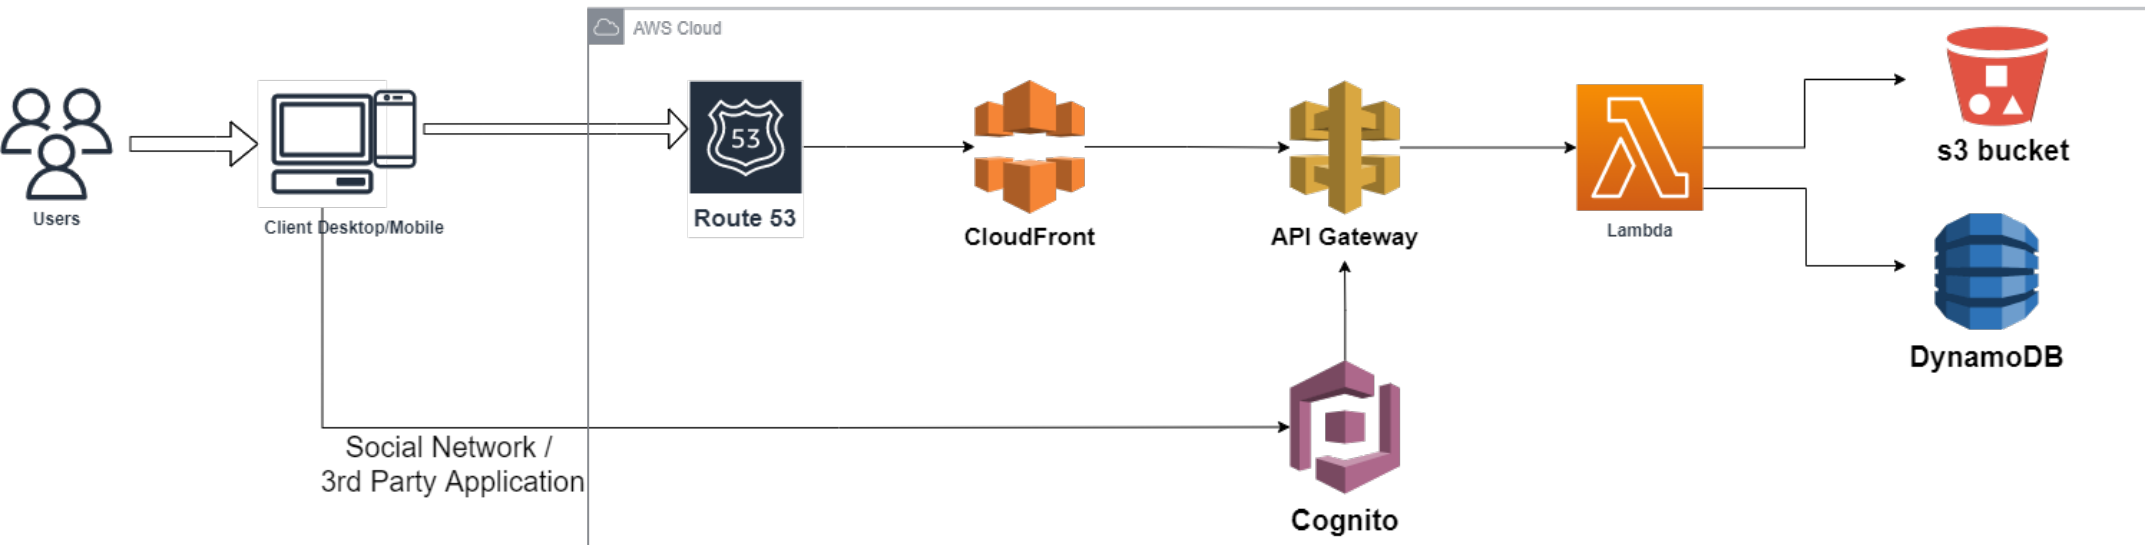 AWS Cloud
Users
Client Desktop/Mobile
53
Route 53
CloudFront
API Gateway
Lambda
s3 bucket
DynamoDB
Social Network /
3rd Party Application
Cognito